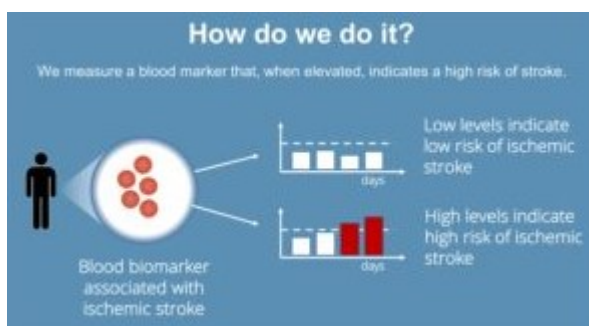 How do we do it?
We measure a blood marker that, when elevated, indicates a high risk of stroke.
Low levels indicate
low risk of ischemic
stroke
days
High levels indicate
high risk of ischemic
stroke
days
Blood biomarker
associated with
ischemic stroke